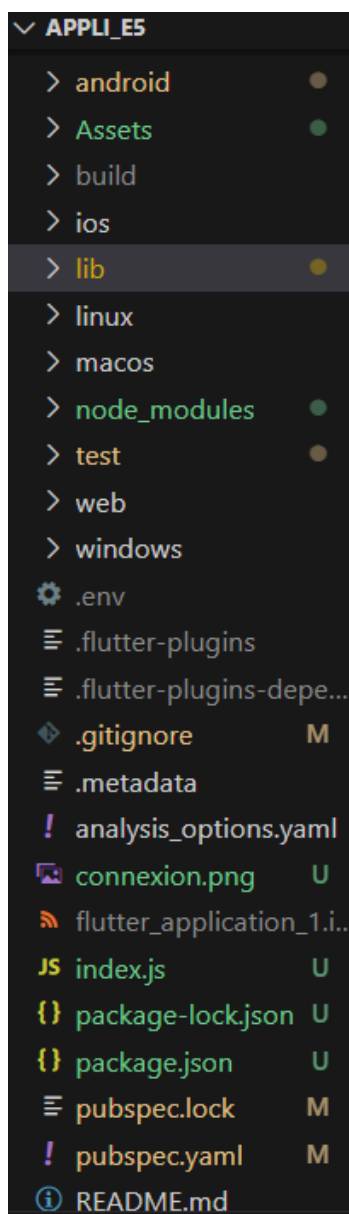 APPLI_E5
android
Assets
build
ios
lib
linux
macos
node_modules
test
web
windows
.env
.flutter-plugins
.flutter-plugins-depe...
.gitignore M
.metadata
! analysis_options.yaml
connexion.png U
flutter_application_1.i...
JS index.js U
{} package-lock.json U
{} package.json U
pubspec.lock M
! pubspec.yaml M
README.md